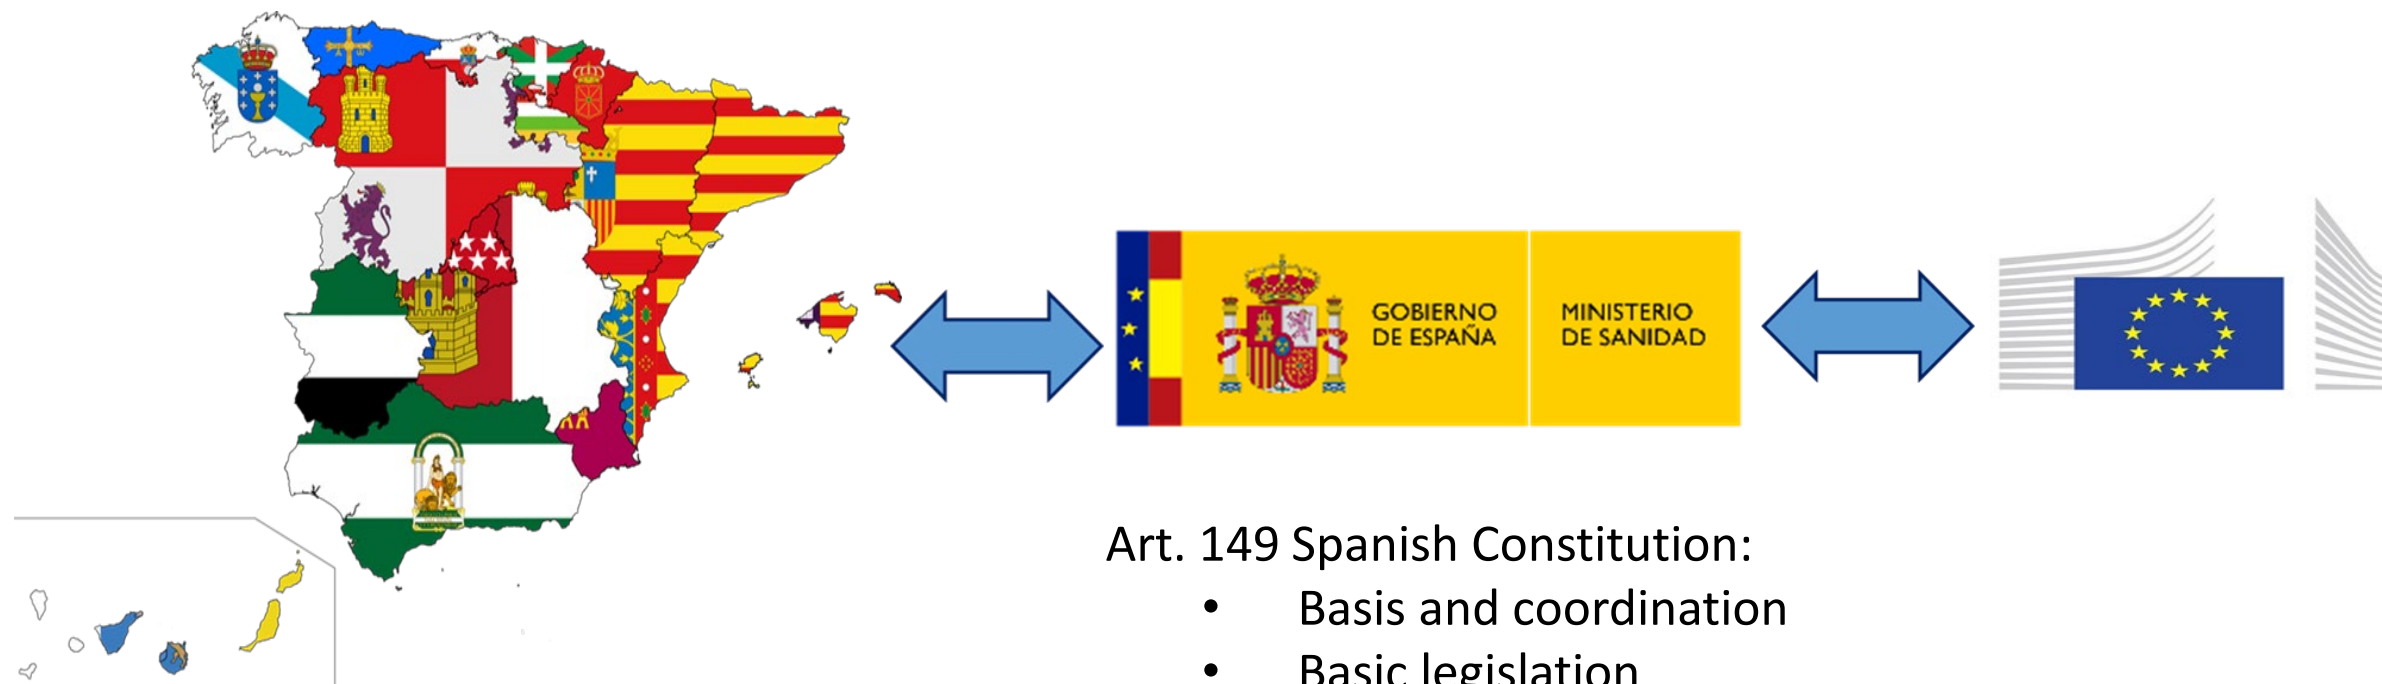 GOBIERNO
DE ESPAÑA
MINISTERIO
DE SANIDAD
Art. 149 Spanish Constitution:
• Basis and coordination
• Basic legislation